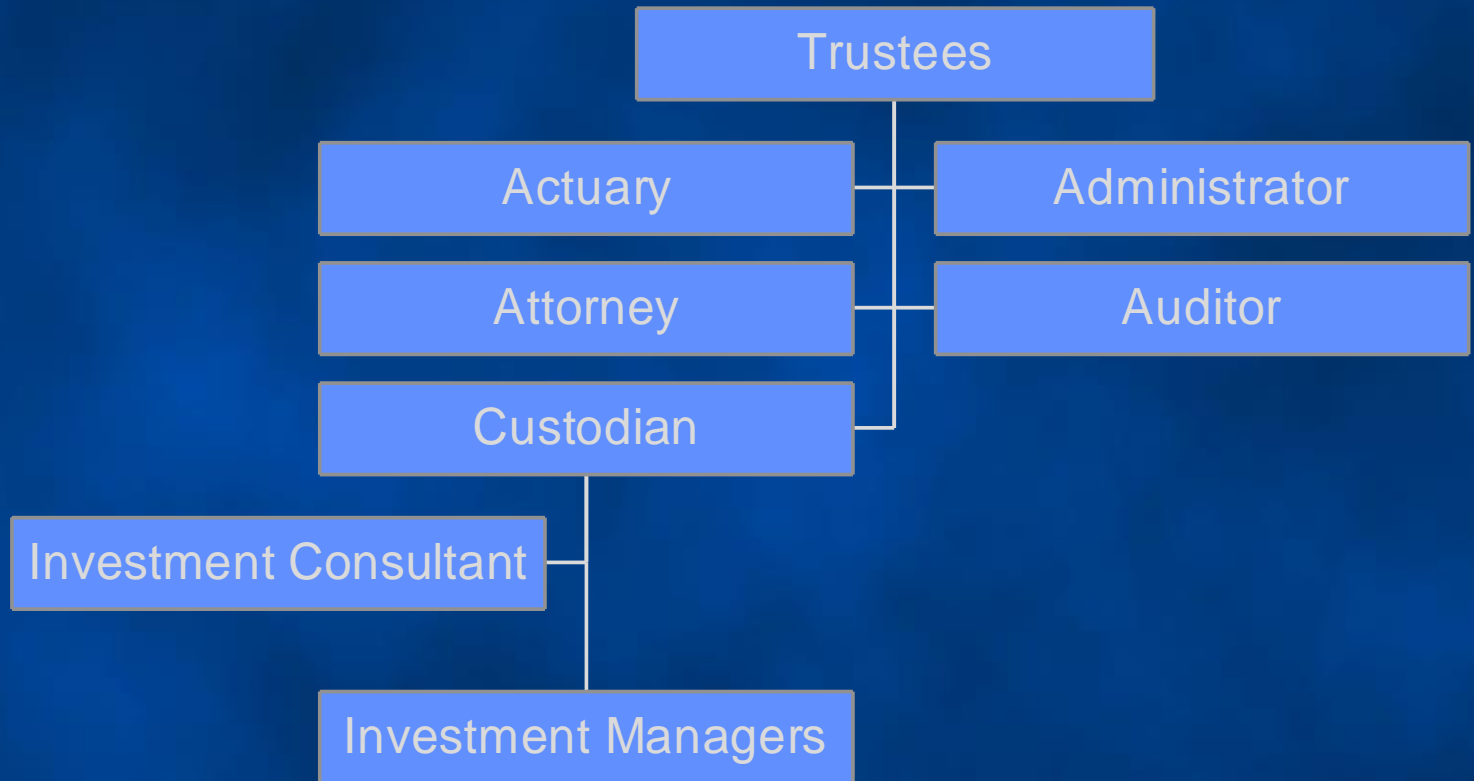 Trustees
Actuary
Administrator
Attorney
Auditor
Custodian
Investment Consultant
Investment Managers